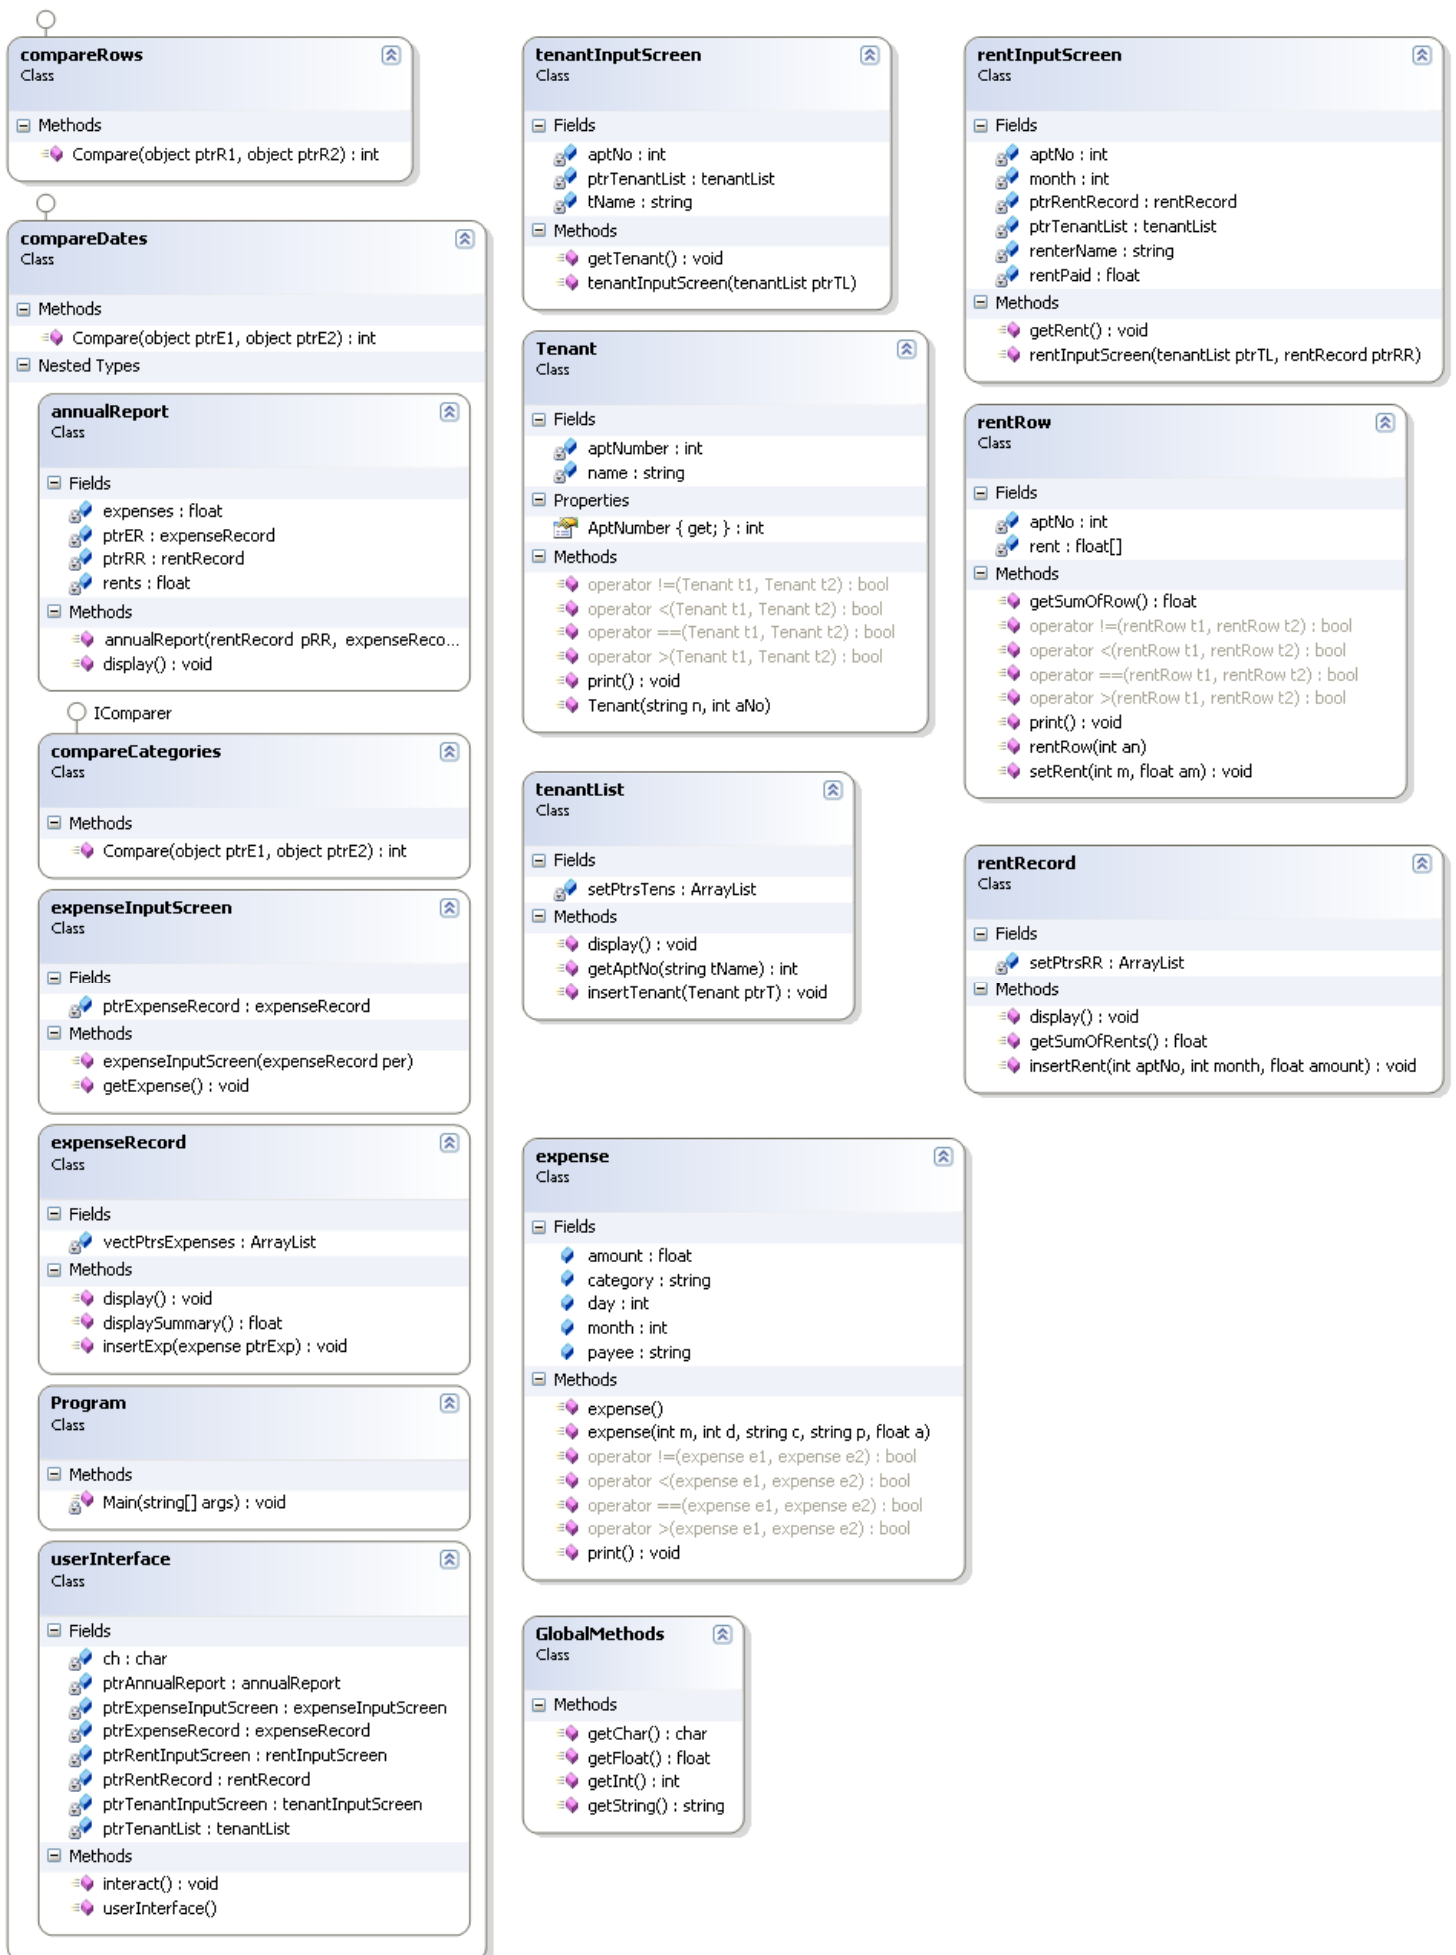 compareRows
Class
Methods
Compare(object ptrR1, object ptrR2) : int
compareDates
Class
Methods
Compare(object ptrE1, object ptrE2) : int
Nested Types
annualReport
Class
Fields
expenses : float
ptrER : expenseRecord
ptrRR : rentRecord
rents : float
Methods
annualReport(rentRecord pRR, expenseReco...
display() : void
IComparer
compareCategories
Class
Methods
Compare(object ptrE1, object ptrE2) : int
expenseInputScreen
Class
Fields
ptrExpenseRecord : expenseRecord
Methods
expenseInputScreen(expenseRecord per)
getExpense() : void
expenseRecord
Class
Fields
vectPtrsExpenses : ArrayList
Methods
display() : void
displaySummary() : float
insertExp(expense ptrExp) : void
Program
Class
Methods
Main(string[] args) : void
userInterface
Class
Fields
ch : char
ptrAnnualReport : annualReport
ptrExpenseInputScreen : expenseInputScreen
ptrExpenseRecord : expenseRecord
ptrRentInputScreen : rentInputScreen
ptrRentRecord : rentRecord
ptrTenantInputScreen : tenantInputScreen
ptrTenantList : tenantList
Methods
interact() : void
userInterface()
tenantInputScreen
Class
Fields
aptNo : int
ptrTenantList : tenantList
tName : string
Methods
getTenant() : void
tenantInputScreen(tenantList ptrTL)
Tenant
Class
Fields
aptNumber : int
name : string
Properties
AptNumber { get; } : int
Methods
operator !=(Tenant t1, Tenant t2) : bool
operator <(Tenant t1, Tenant t2) : bool
operator ==(Tenant t1, Tenant t2) : bool
operator >(Tenant t1, Tenant t2) : bool
print() : void
Tenant(string n, int aNo)
tenantList
Class
Fields
setPtrsTens : ArrayList
Methods
display() : void
getAptNo(string tName) : int
insertTenant(Tenant ptrT) : void
expense
Class
Fields
amount : float
category : string
day : int
month : int
payee : string
Methods
expense()
expense(int m, int d, string c, string p, float a)
operator !=(expense e1, expense e2) : bool
operator <(expense e1, expense e2) : bool
operator ==(expense e1, expense e2) : bool
operator >(expense e1, expense e2) : bool
print() : void
GlobalMethods
Class
Methods
getChar() : char
getFloat() : float
getInt() : int
getString() : string
rentInputScreen
Class
Fields
aptNo : int
month : int
ptrRentRecord : rentRecord
ptrTenantList : tenantList
renterName : string
rentPaid : float
Methods
getRent() : void
rentInputScreen(tenantList ptrTL, rentRecord ptrRR)
rentRow
Class
Fields
aptNo : int
rent : float[]
Methods
getSumOfRow() : float
operator !=(rentRow t1, rentRow t2) : bool
operator <(rentRow t1, rentRow t2) : bool
operator ==(rentRow t1, rentRow t2) : bool
operator >(rentRow t1, rentRow t2) : bool
print() : void
rentRow(int an)
setRent(int m, float am) : void
rentRecord
Class
Fields
setPtrsRR : ArrayList
Methods
display() : void
getSumOfRents() : float
insertRent(int aptNo, int month, float amount) : void